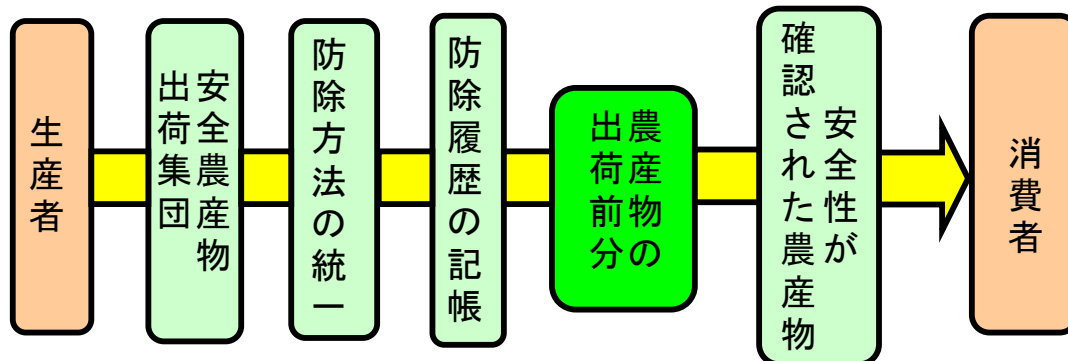 生産者
安全農産物
出荷集団
防除方法の統一
防除履歴の記帳
農産物の
出荷前分
安全性が
確認された農産物
消費者